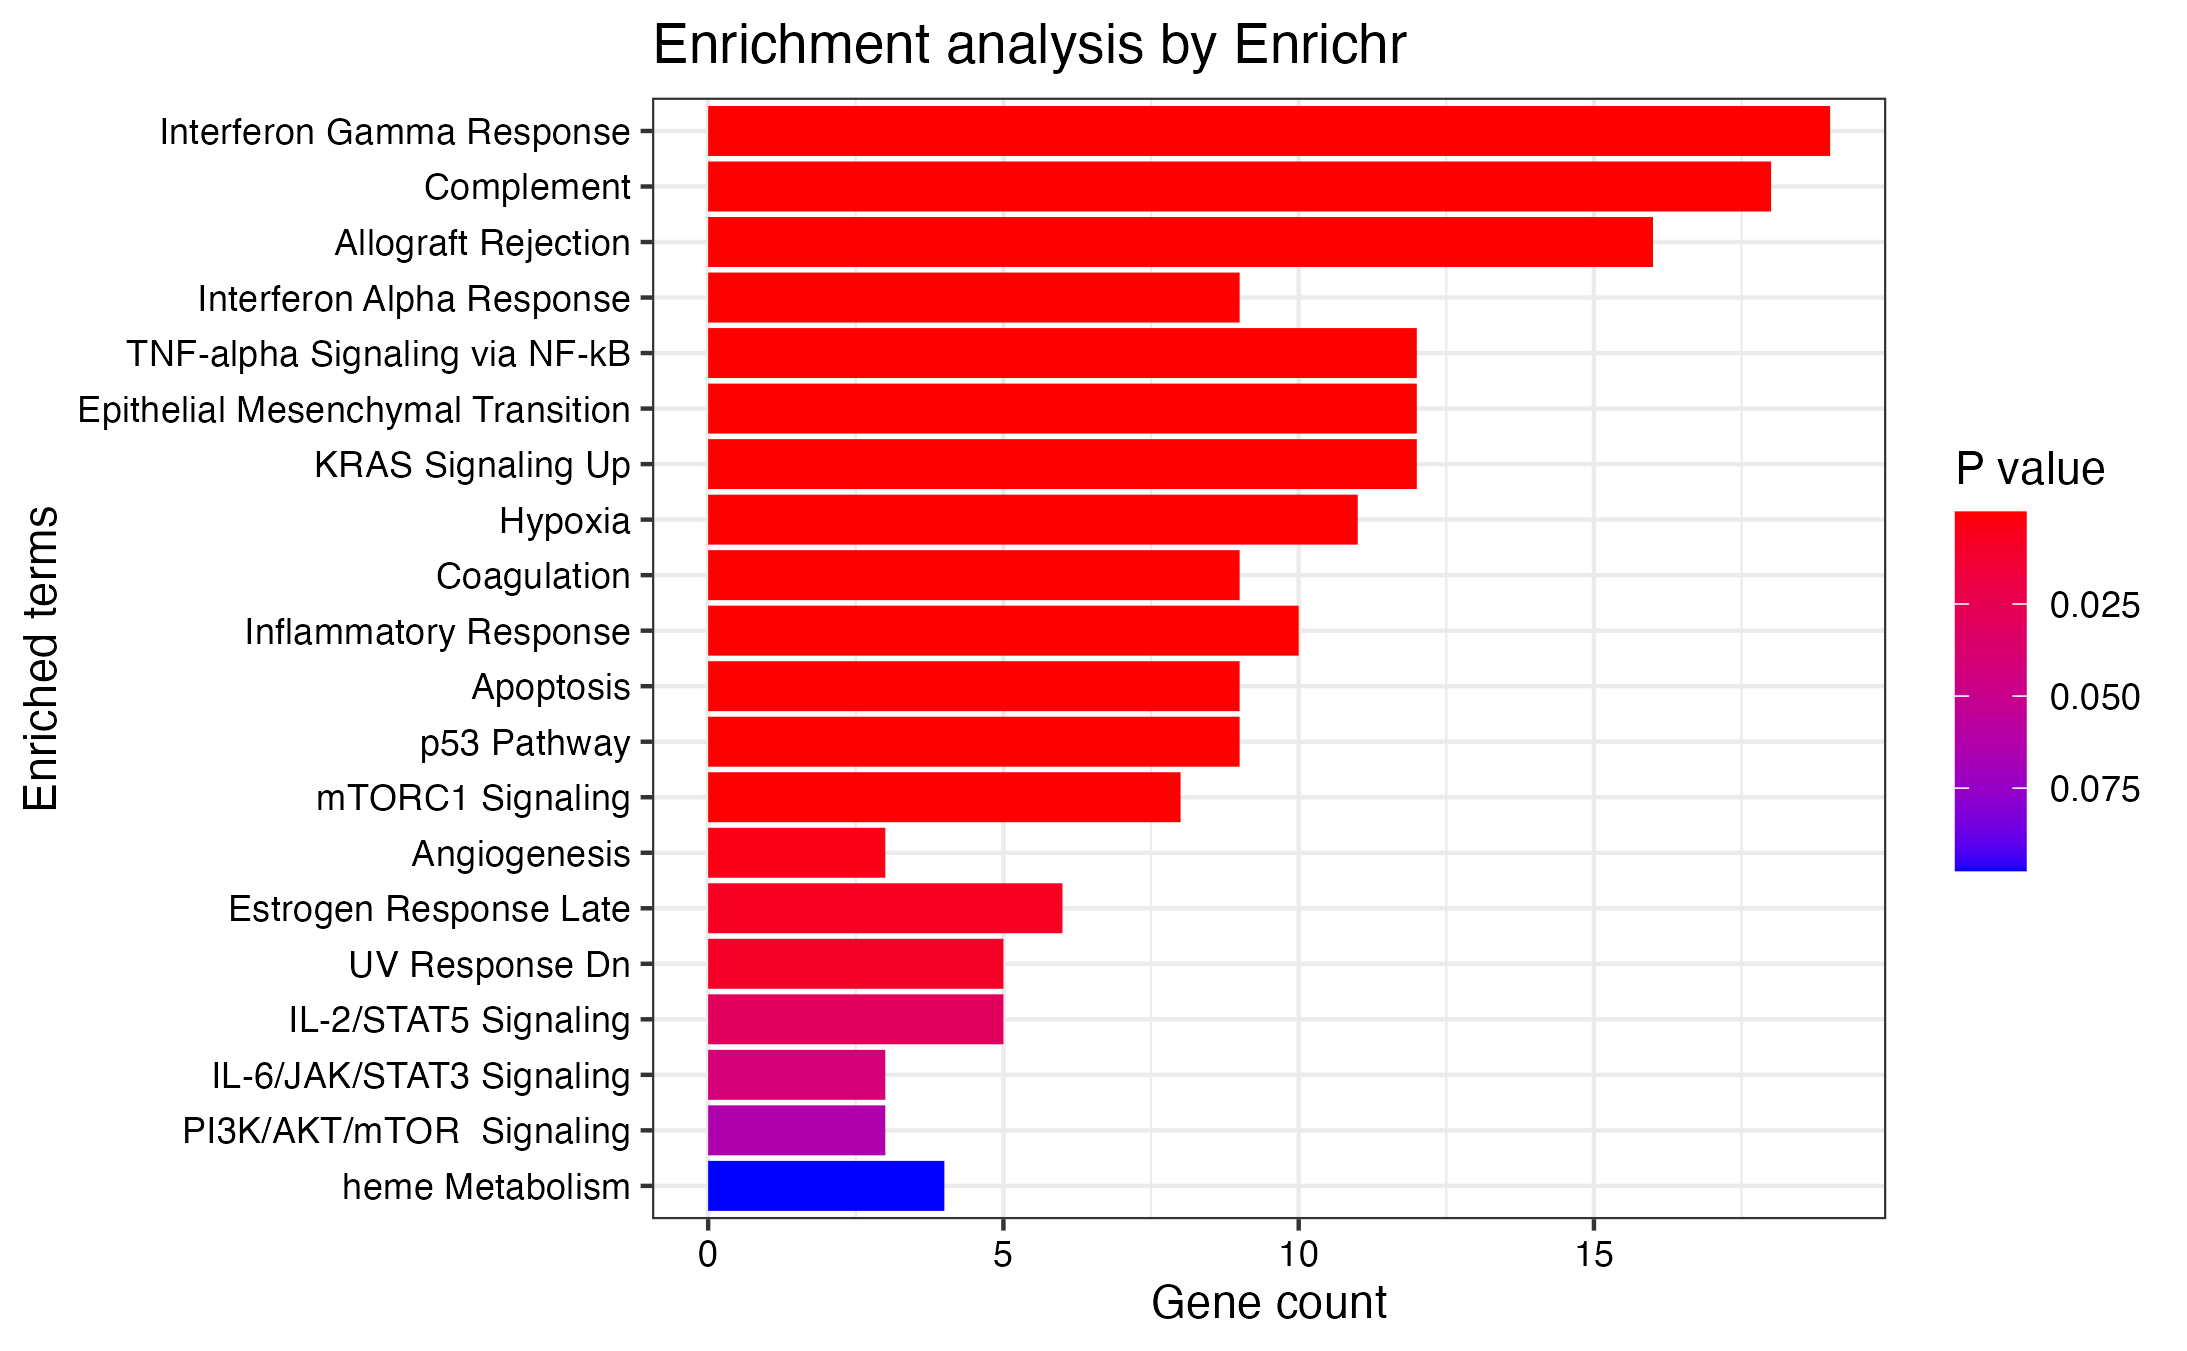 Enrichment analysis by Enrichr
Interferon Gamma Response
Complement
Allograft Rejection
Interferon Alpha Response
TNF-alpha Signaling via NF-kB
Epithelial Mesenchymal Transition
KRAS Signaling Up
Hypoxia
Coagulation
Inflammatory Response
Apoptosis
p53 Pathway
mTORC1 Signaling
Angiogenesis
Estrogen Response Late
UV Response Dn
IL-2/STAT5 Signaling
IL-6/JAK/STAT3 Signaling
PI3K/AKT/mTOR  Signaling
heme Metabolism
Enriched terms
0 5 10 15
Gene count
P value
0.025
0.050
0.075